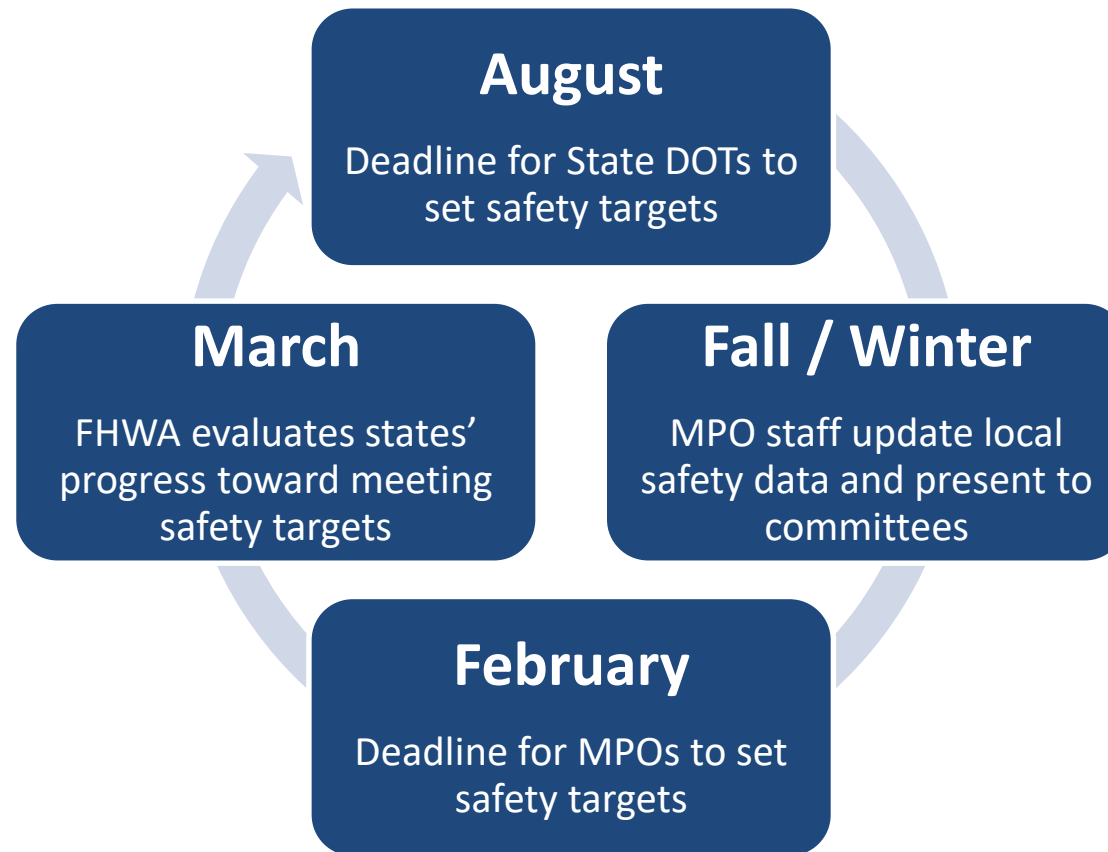 August
Deadline for State DOTs to
set safety targets
March
FHWA evaluates states’
progress toward meeting
safety targets
Fall / Winter
MPO staff update local
safety data and present to
committees
February
Deadline for MPOs to set
safety targets